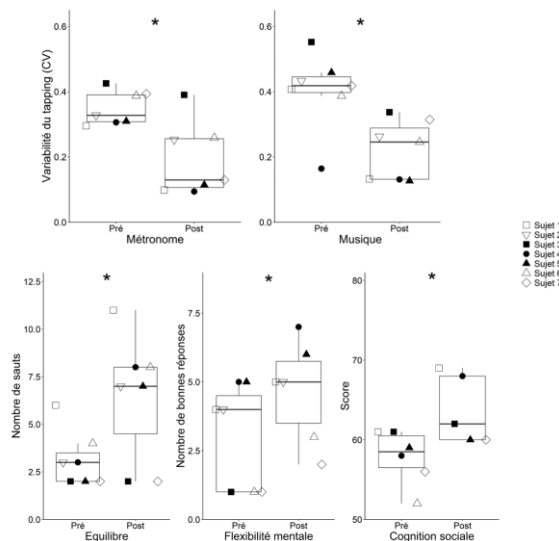 *
*
Variabilité du tapping (CV)
0.6
0.4
0.2
0.0
Pré
Post
Métronome
0.6
0.4
0.2
0.0
Pré
Post
Musique
Sujet 1
Sujet 2
Sujet 3
Sujet 4
Sujet 5
Sujet 6
Sujet 7
*
Nombre de sauts
12.5
10.0
7.5
5.0
2.5
0.0
Pré
Post
Equilibre
*
Nombre de bonnes réponses
10.0
7.5
5.0
2.5
0.0
Pré
Post
Flexibilité mentale
*
Score
80
70
60
50
Pré
Post
Cognition sociale